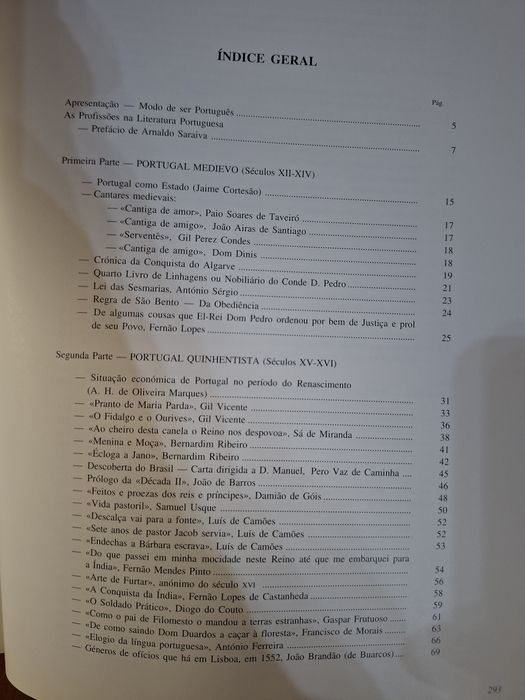 ÍNDICE GERAL
Pág.
Apresentação — Modo de ser Português ........ 5
As Profissões na Literatura Portuguesa
— Prefácio de Arnaldo Saraiva ........ 7
Primeira Parte — PORTUGAL MEDIEVO (Séculos XII-XIV)
— Portugal como Estado (Jaime Cortesão) ........ 15
— Cantares medievais:
— «Cantiga de amor», Paio Soares de Taveiró ........ 17
— «Cantiga de amigo», João Airas de Santiago ........ 17
— «Serventês», Gil Perez Condes ........ 18
— «Cantiga de amigo», Dom Dinis ........ 18
— Crónica da Conquista do Algarve ........ 19
— Quarto Livro de Linhagens ou Nobiliário do Conde D. Pedro ........ 21
— Lei das Sesmarias, António Sérgio ........ 23
— Regra de São Bento — Da Obediência ........ 24
— De algumas cousas que El-Rei Dom Pedro ordenou por bem de Justiça e prol
de seu Povo, Fernão Lopes ........ 25
Segunda Parte — PORTUGAL QUINHENTISTA (Séculos XV-XVI)
— Situação económica de Portugal no período do Renascimento
(A. H. de Oliveira Marques) ........ 31
— «Pranto de Maria Parda», Gil Vicente ........ 33
— «O Fidalgo e o Ourives», Gil Vicente ........ 36
— «Ao cheiro desta canela o Reino nos despovoa», Sá de Miranda ........ 38
— «Menina e Moça», Bernardim Ribeiro ........ 41
— «Écloga a Jano», Bernardim Ribeiro ........ 42
— Descoberta do Brasil — Carta dirigida a D. Manuel, Pero Vaz de Caminha .... 45
— Prólogo da «Década II», João de Barros ........ 46
— «Feitos e proezas dos reis e príncipes», Damião de Góis ........ 48
— «Vida pastoril», Samuel Usque ........ 50
— «Descalça vai para a fonte», Luís de Camões ........ 52
— «Sete anos de pastor Jacob servia», Luís de Camões ........ 52
— «Endechas a Bárbara escrava», Luís de Camões ........ 53
— «Do que passei em minha mocidade neste Reino até que me embarquei para
a Índia», Fernão Mendes Pinto ........ 54
— «Arte de Furtar», anónimo do século XVI ........ 56
— «A Conquista da Índia», Fernão Lopes de Castanheda ........ 58
— «O Soldado Prático», Diogo do Couto ........ 59
— «Como o pai de Filomesto o mandou a terras estranhas», Gaspar Frutuoso ...... 61
— «De como saindo Dom Duardos a caçar à floresta», Francisco de Morais ...... 63
— «Elogio da língua portuguesa», António Ferreira ........ 66
— Géneros de ofícios que há em Lisboa, em 1552, João Brandão (de Buarcos) .... 69
293